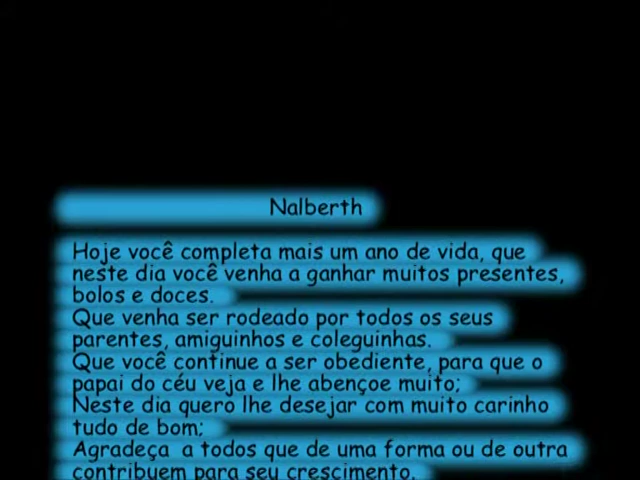 Nalberth
Hoje você completa mais um ano de vida, que
neste dia você venha a ganhar muitos presentes,
bolos e doces.
Que venha ser rodeado por todos os seus
parentes, amiguinhos e coleguinhas.
Que você continue a ser obediente, para que o
papai do céu veja e lhe abençoe muito;
Neste dia quero lhe desejar com muito carinho
tudo de bom;
Agradeça a todos que de uma forma ou de outra
contribuem para seu crescimento.